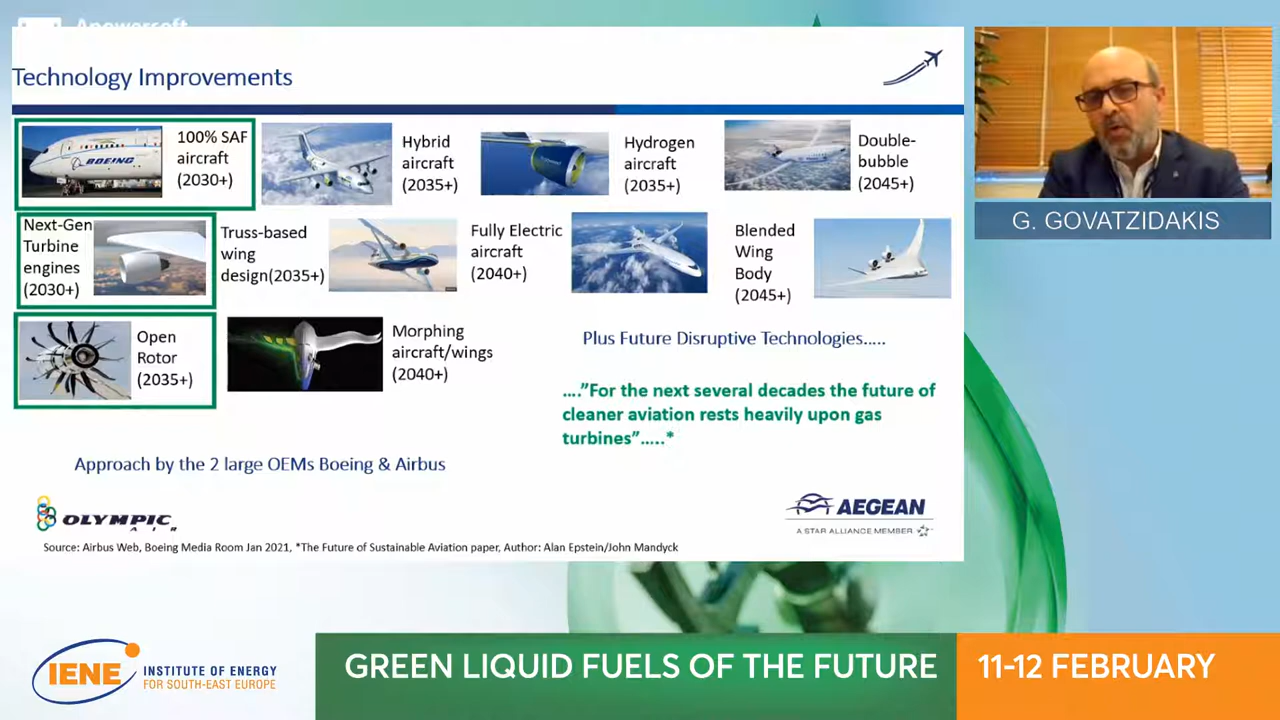 Apowersoft
Technology Improvements
BOEING
100% SAF
aircraft
(2030+)
Hybrid
aircraft
(2035+)
Hydrogen
aircraft
(2035+)
Double-
bubble
(2045+)
Next-Gen
Turbine
engines
(2030+)
Truss-based
wing
design(2035+)
Fully Electric
aircraft
(2040+)
Blended
Wing
Body
(2045+)
Open
Rotor
(2035+)
Morphing
aircraft/wings
(2040+)
Plus Future Disruptive Technologies.....
...."For the next several decades the future of
cleaner aviation rests heavily upon gas
turbines".....*
Approach by the 2 large OEMs Boeing & Airbus
OLYMPIC
AIR
AEGEAN
A STAR ALLIANCE MEMBER
Source: Airbus Web, Boeing Media Room Jan 2021, *The Future of Sustainable Aviation paper, Author: Alan Epstein/John Mandyck
G. GOVATZIDAKIS
IENE
INSTITUTE OF ENERGY
FOR SOUTH-EAST EUROPE
GREEN LIQUID FUELS OF THE FUTURE
11-12 FEBRUARY